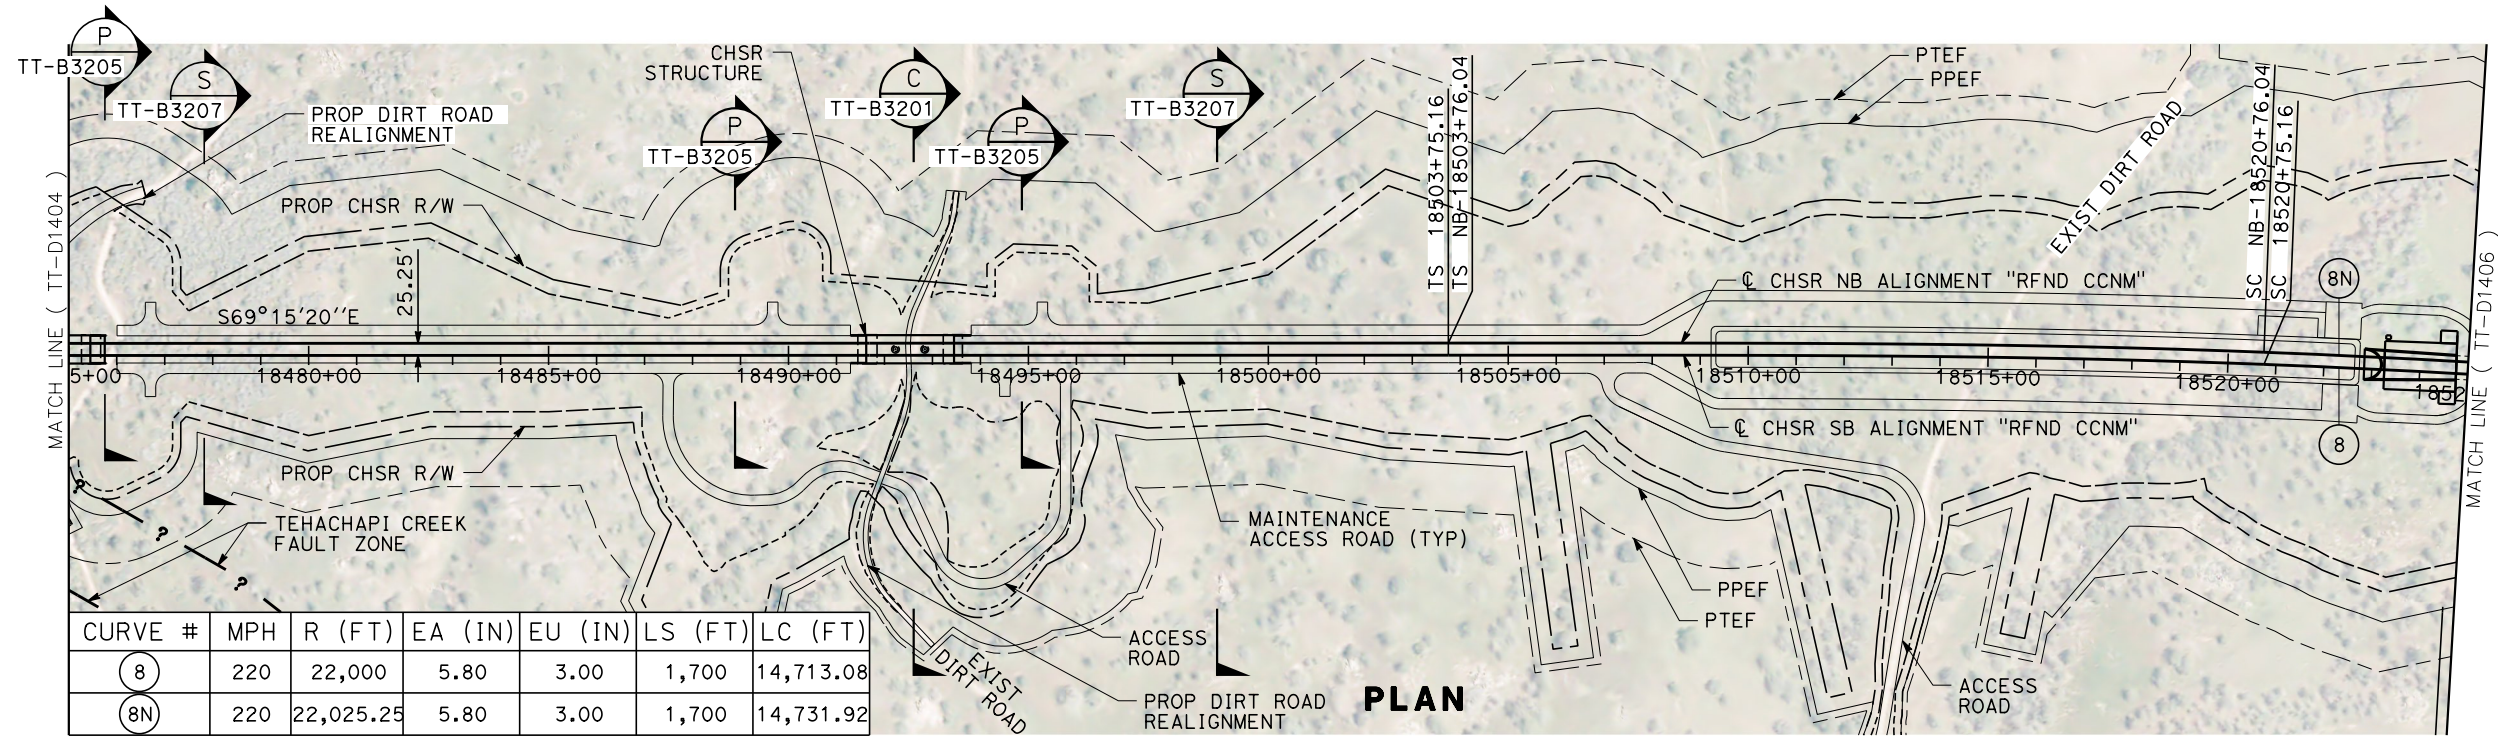 P
TT-B3205
S
TT-B3207
PROP DIRT ROAD
REALIGNMENT
CHSR
STRUCTURE
P
TT-B3205
C
TT-B3201
P
TT-B3205
S
TT-B3207
TS 18503+75.16
TS NB-18503+76.04
PTEF
PPEF
EXIST DIRT ROAD
SC NB-18520+76.04
SC 18520+75.16
MATCH LINE ( TT-D1404 )
PROP CHSR R/W
25.25'
S69°15'20''E
℄ CHSR NB ALIGNMENT "RFND CCNM"
8N
MATCH LINE ( TT-D1406 )
5+00
18480+00
18485+00
18490+00
18495+00
18500+00
18505+00
18510+00
18515+00
18520+00
1852
℄ CHSR SB ALIGNMENT "RFND CCNM"
8
PROP CHSR R/W
?
?
?
TEHACHAPI CREEK
FAULT ZONE
MAINTENANCE
ACCESS ROAD (TYP)
PPEF
PTEF
ACCESS
ROAD
EXIST
DIRT ROAD
PROP DIRT ROAD
REALIGNMENT
ACCESS
ROAD
PLAN
CURVE # MPH R (FT) EA (IN) EU (IN) LS (FT) LC (FT)
8 220 22,000 5.80 3.00 1,700 14,713.08
8N 220 22,025.25 5.80 3.00 1,700 14,731.92